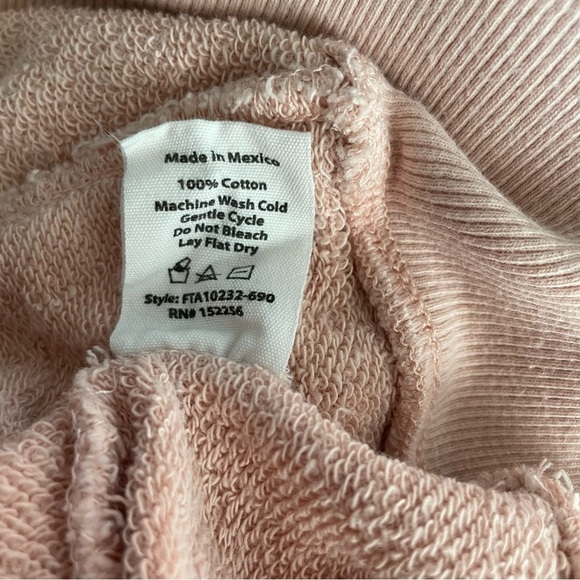 Made in Mexico
100% Cotton
Machine Wash Cold
Gentle Cycle
Do Not Bleach
Lay Flat Dry
Style: FTA10232-690
RN# 152256